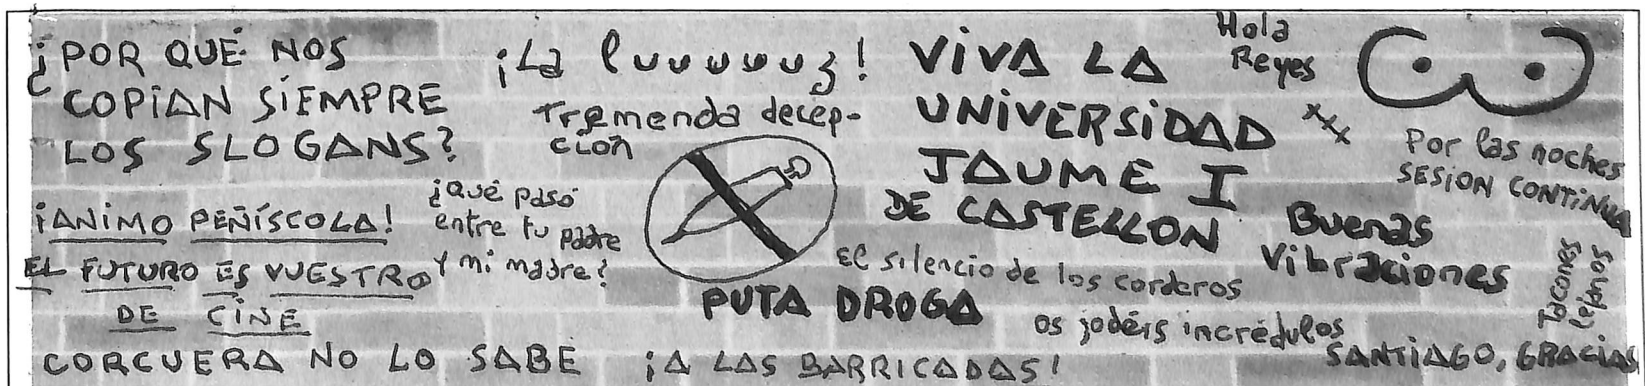 ¿POR QUÉ NOS
COPIAN SIEMPRE
LOS SLOGANS?
¡La luuuuuz!
Tremenda decep-
ción
VIVA LA
UNIVERSIDAD
JAUME I
DE CASTELLON
Hola
Reyes
xxx
Por las noches
SESION CONTINUA
¡ANIMO PEÑÍSCOLA!
EL FUTURO ES VUESTRO
DE CINE
¿Qué pasó
entre tu padre
y mi madre?
PUTA DROGA
El silencio de los corderos
Buenas
Vibraciones
Tacones
lejanos
os jodéis incrédulos
SANTIAGO, GRACIAS
CORCUERA NO LO SABE
¡A LAS BARRICADAS!